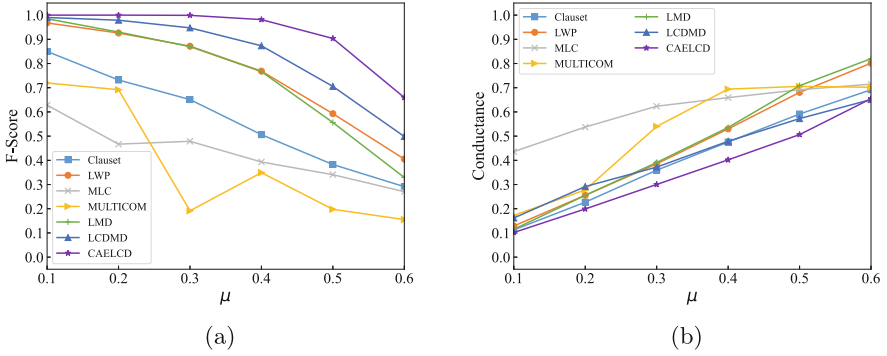 1.0
0.9
0.8
0.7
0.6
0.5
0.4
0.3
0.2
0.1
0.0
F-Score
Clauset
LWP
MLC
MULTICOM
LMD
LCDMD
CAELCD
0.1 0.2 0.3 0.4 0.5 0.6
μ
(a)
1.0
0.9
0.8
0.7
0.6
0.5
0.4
0.3
0.2
0.1
0.0
Conductance
Clauset LMD
LWP LCDMD
MLC CAELCD
MULTICOM
0.1 0.2 0.3 0.4 0.5 0.6
μ
(b)